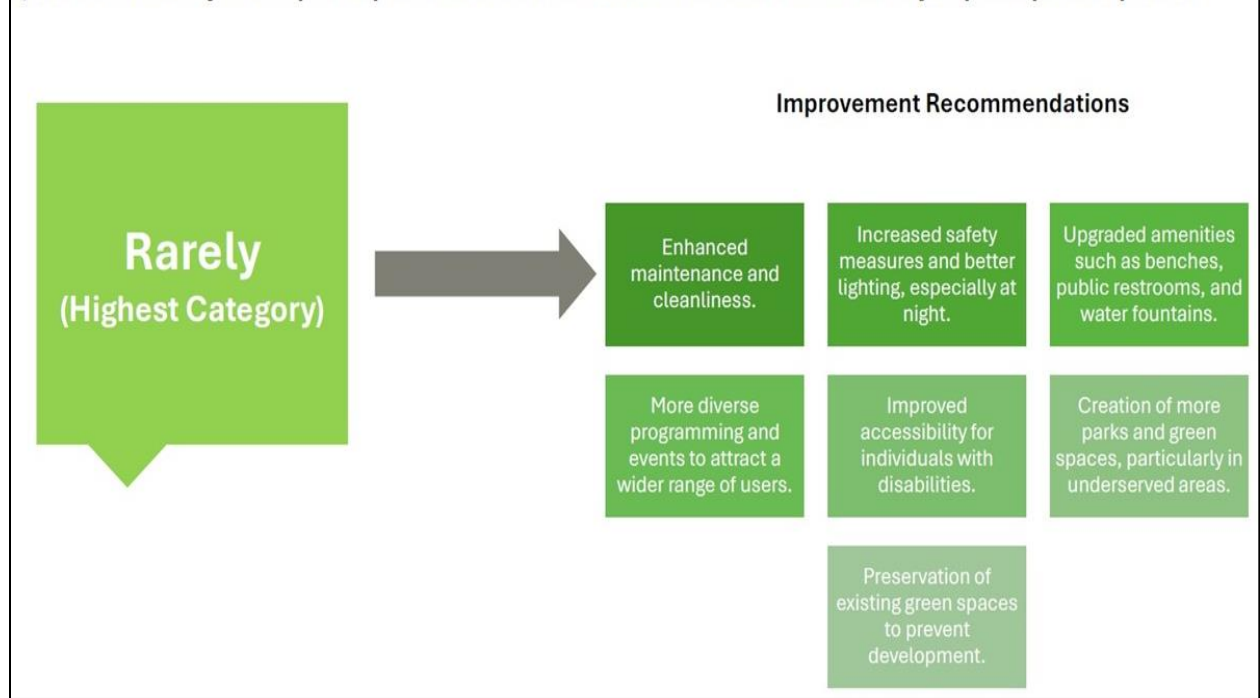 Improvement Recommendations
Rarely
(Highest Category)
Enhanced
maintenance and
cleanliness.
Increased safety
measures and better
lighting, especially at
night.
Upgraded amenities
such as benches,
public restrooms, and
water fountains.
More diverse
programming and
events to attract a
wider range of users.
Improved
accessibility for
individuals with
disabilities.
Creation of more
parks and green
spaces, particularly in
underserved areas.
Preservation of
existing green spaces
to prevent
development.